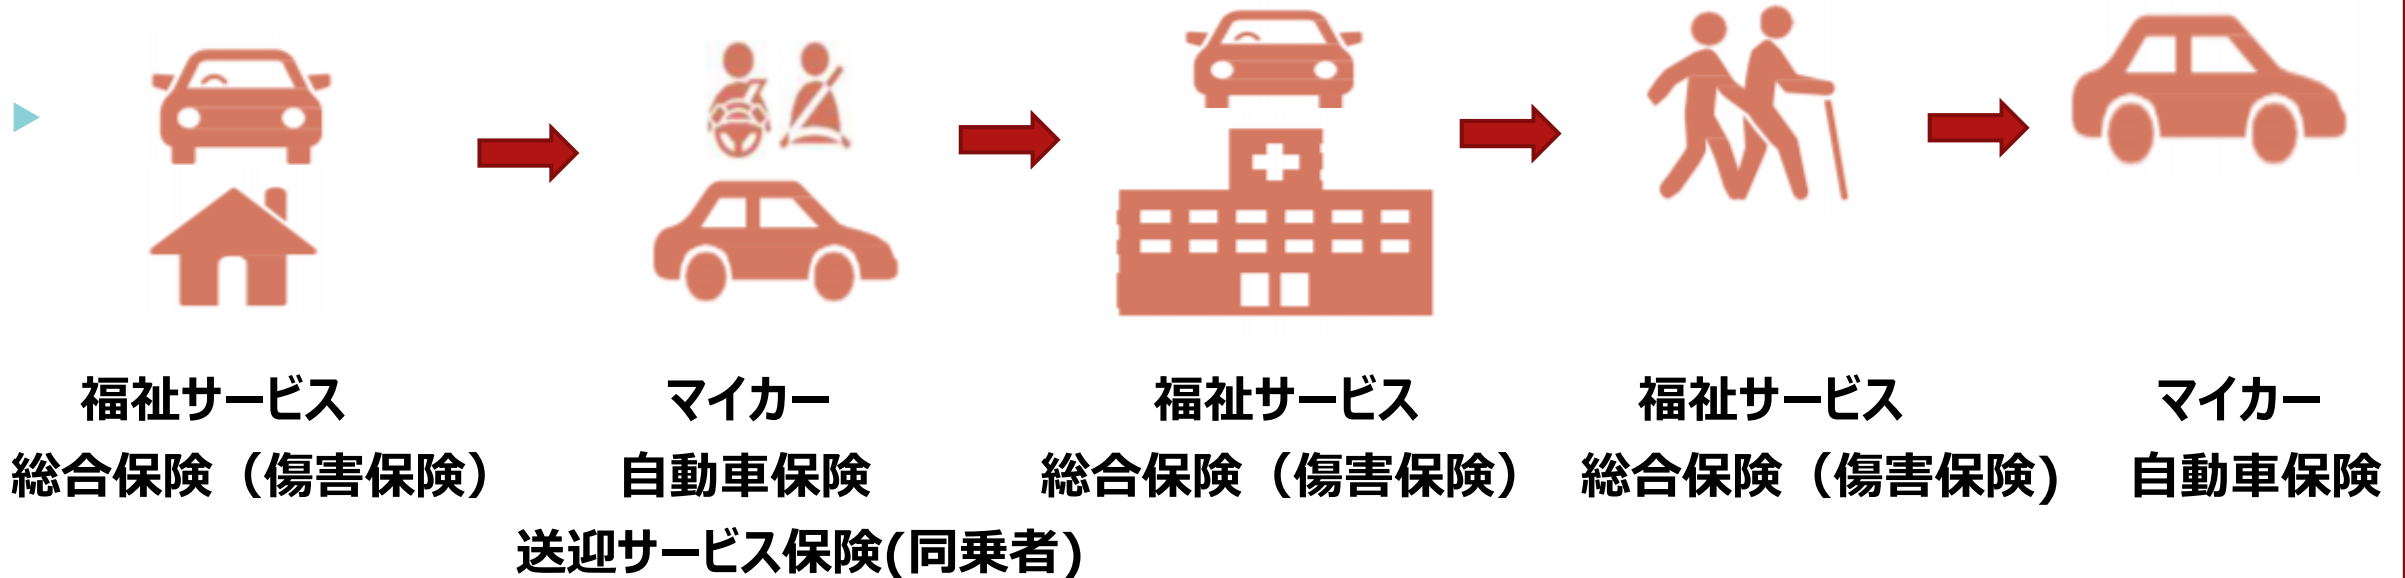 福祉サービス
総合保険（傷害保険）
マイカー
自動車保険
送迎サービス保険(同乗者)
福祉サービス
総合保険（傷害保険）
福祉サービス
総合保険（傷害保険)
マイカー
自動車保険